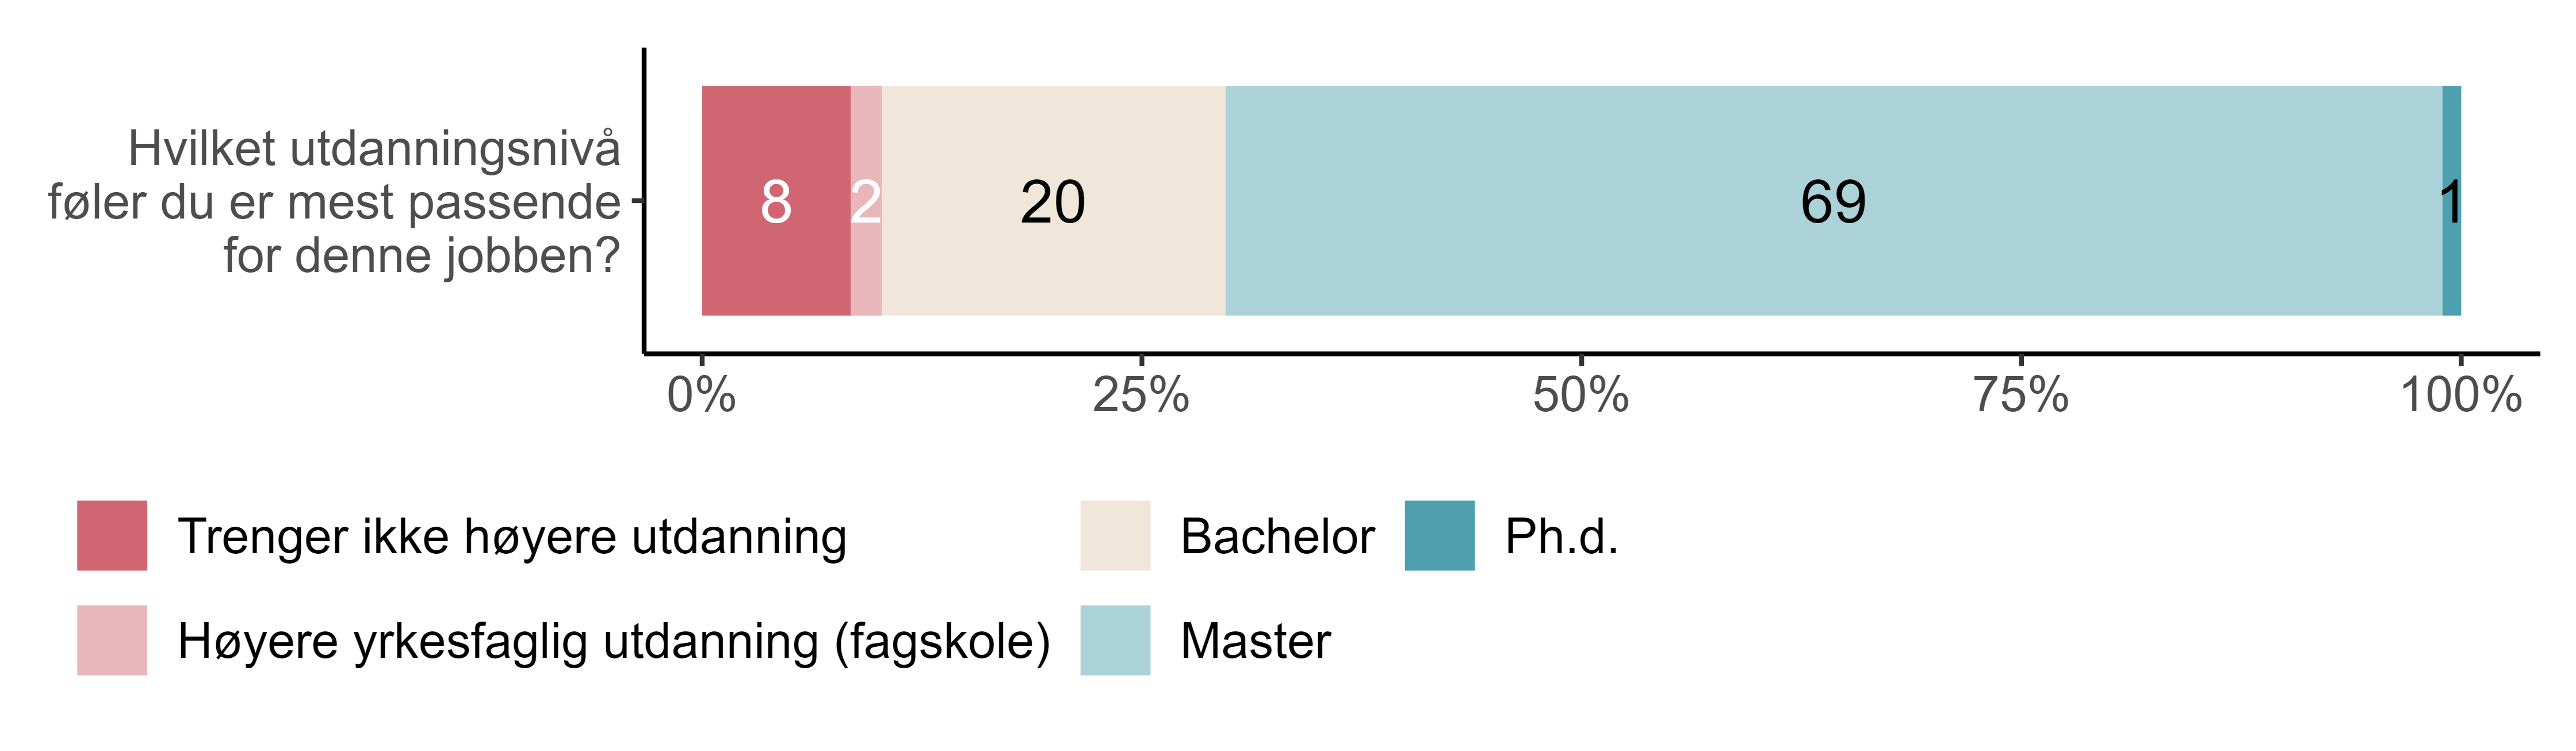 Hvilket utdanningsnivå
føler du er mest passende
for denne jobben?
8 2 20 69 1
0% 25% 50% 75% 100%
Trenger ikke høyere utdanning
Høyere yrkesfaglig utdanning (fagskole)
Bachelor
Master
Ph.d.